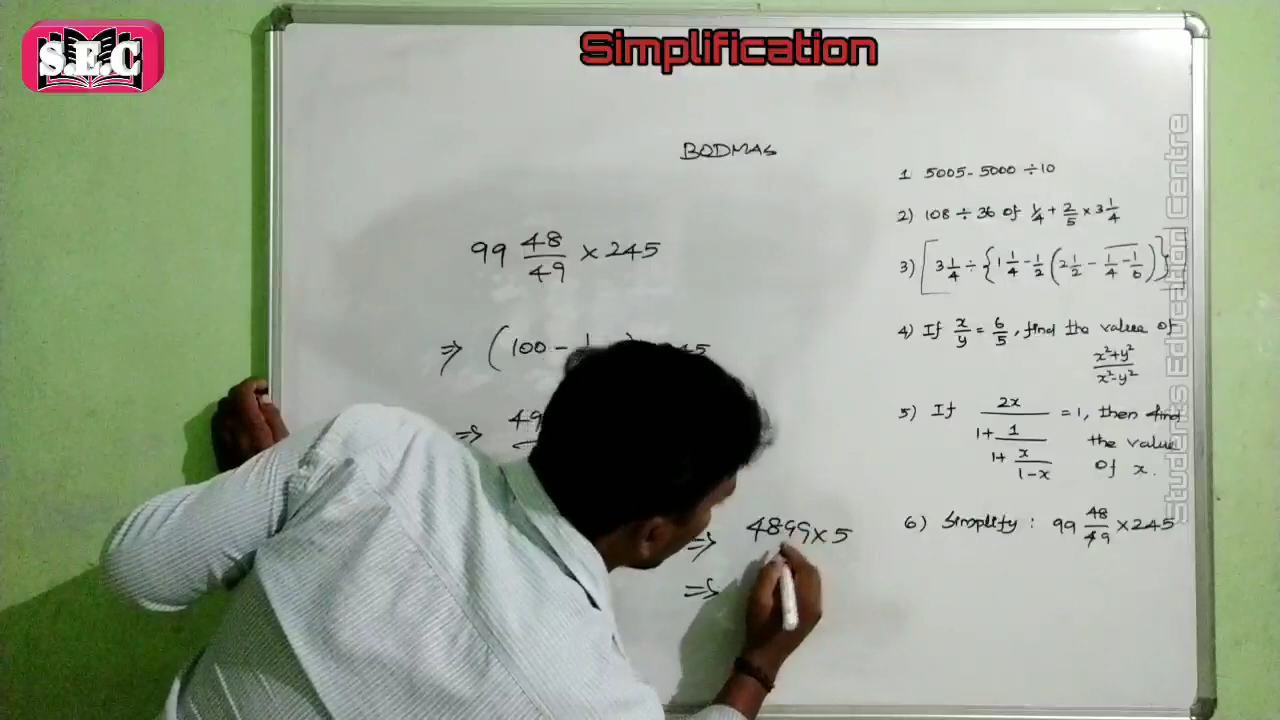 S.E.C
Simplification
BODMAS
99 48/49 × 245
⇒ (100 - 1
⇒ 49
⇒ 4899 × 5
⇒
1 5005 - 5000 ÷ 10
2) 108 ÷ 36 of 1/4 + 2/5 × 3 1/4
3) [3 1/4 ÷ {1 1/4 - 1/2 (2 1/2 - 1/4 - 1/6)}]
4) If x/y = 6/5, find the value of
x²+y²/x²-y²
5) If 2x/(1+1/(1+x/(1-x))) = 1, then find
the value
of x.
6) Simplify: 99 48/49 × 245
Students Education Centre